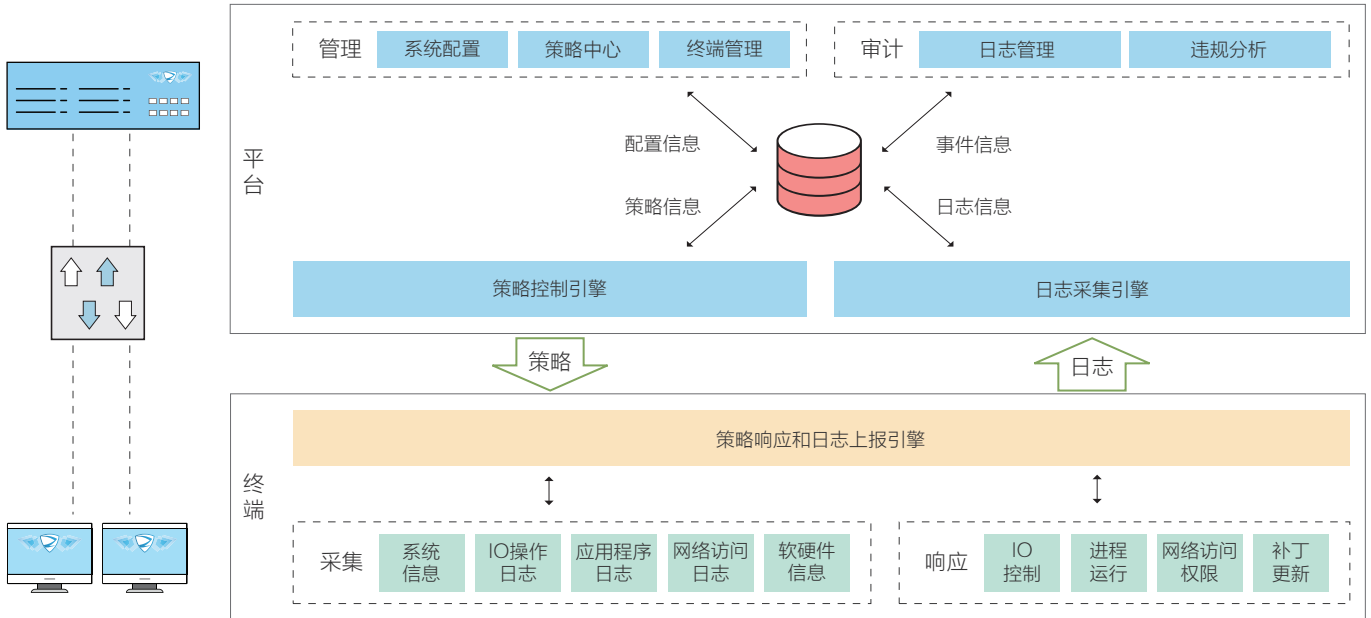 管理 系统配置 策略中心 终端管理 审计 日志管理 违规分析
配置信息 事件信息
平台
策略信息 日志信息
策略控制引擎 日志采集引擎
策略 日志
策略响应和日志上报引擎
终端
采集 系统 IO操作 应用程序 网络访问 软硬件 响应 IO 进程 网络访问 补丁
信息 日志 日志 日志 信息 控制 运行 权限 更新